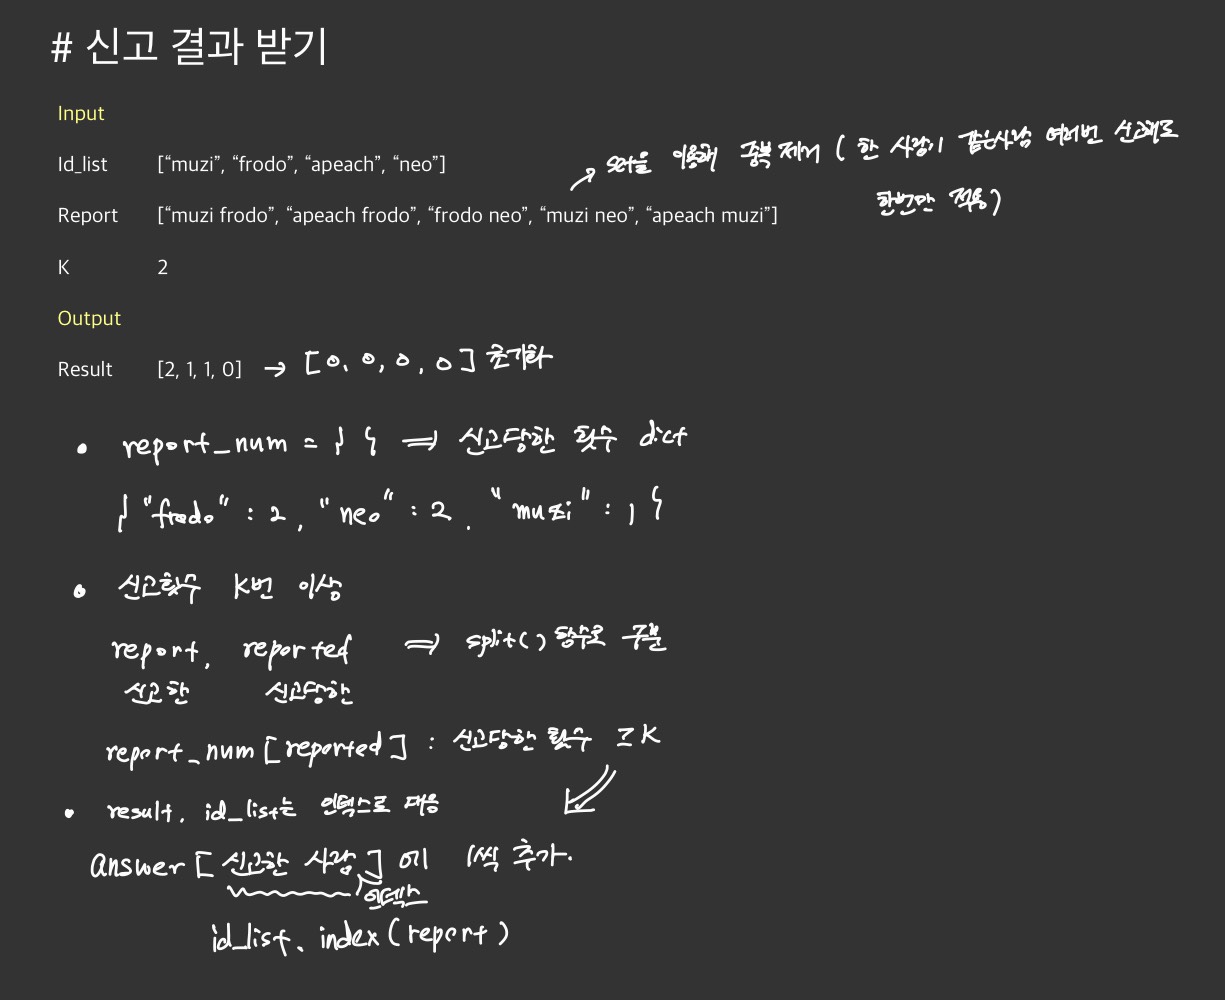 # 신고 결과 받기
Input
Id_list ["muzi", "frodo", "apeach", "neo"]
→ set을 이용해 중복 제거 ( 한 사람이 같은사람 여러번 신고해도
한번만 적용)
Report ["muzi frodo", "apeach frodo", "frodo neo", "muzi neo", "apeach muzi"]
K 2
Output
Result [2, 1, 1, 0] → [0, 0, 0, 0] 초기화
• report_num = { } ⇒ 신고당한 횟수 dict
{ "frodo" : 2, "neo" : 2, "muzi" : 1 }
• 신고횟수 K번 이상
report, reported ⇒ split() 함수로 구분
신고한 신고당한
report_num [reported] : 신고당한 횟수 ≥ K
• result, id_list는 인덱스로 대응
answer [ 신고한 사람 ] 에 1씩 추가.
인덱스
id_list. index (report)